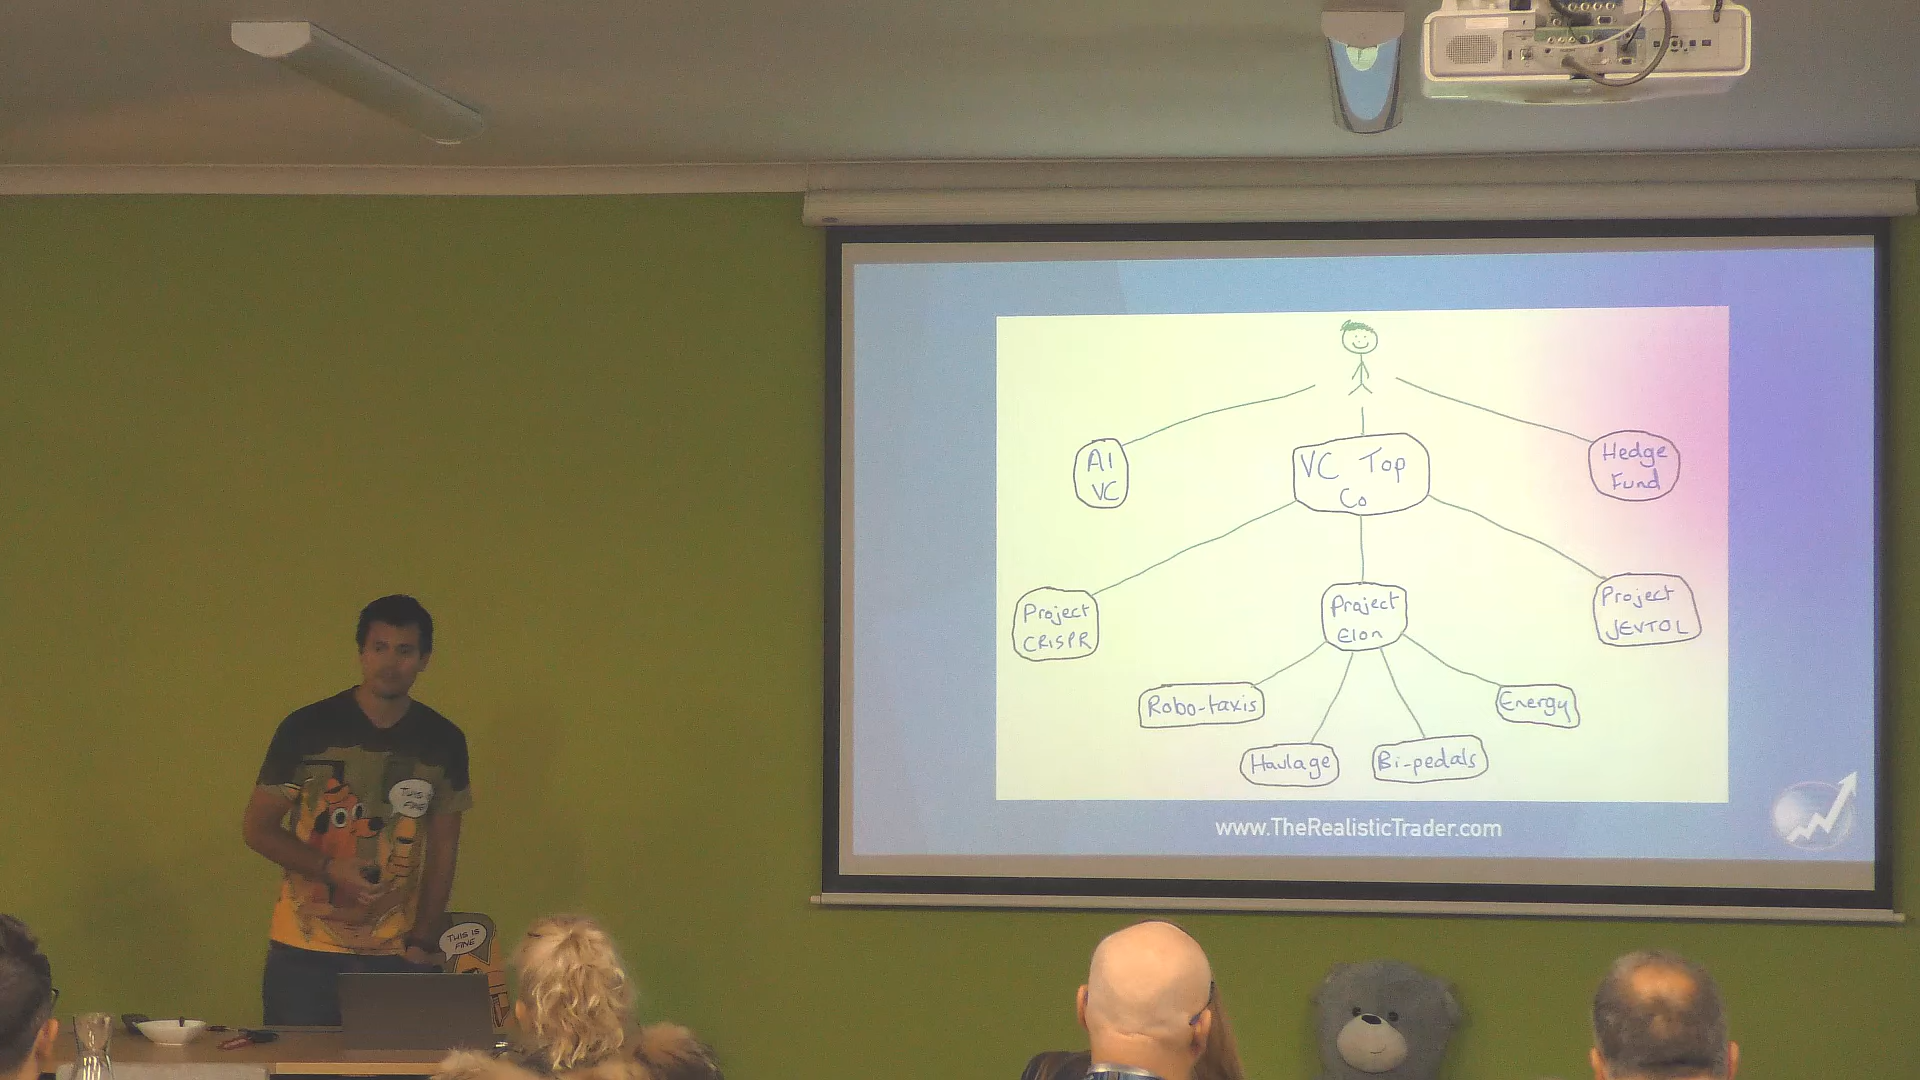 AI
VC
VC Top
Co
Hedge
Fund
Project
CRISPR
Project
Elon
Project
JEVTOL
Robo-taxis
Haulage
Bi-pedals
Energy
www.TheRealisticTrader.com
THIS IS
FINE
THIS IS
FINE